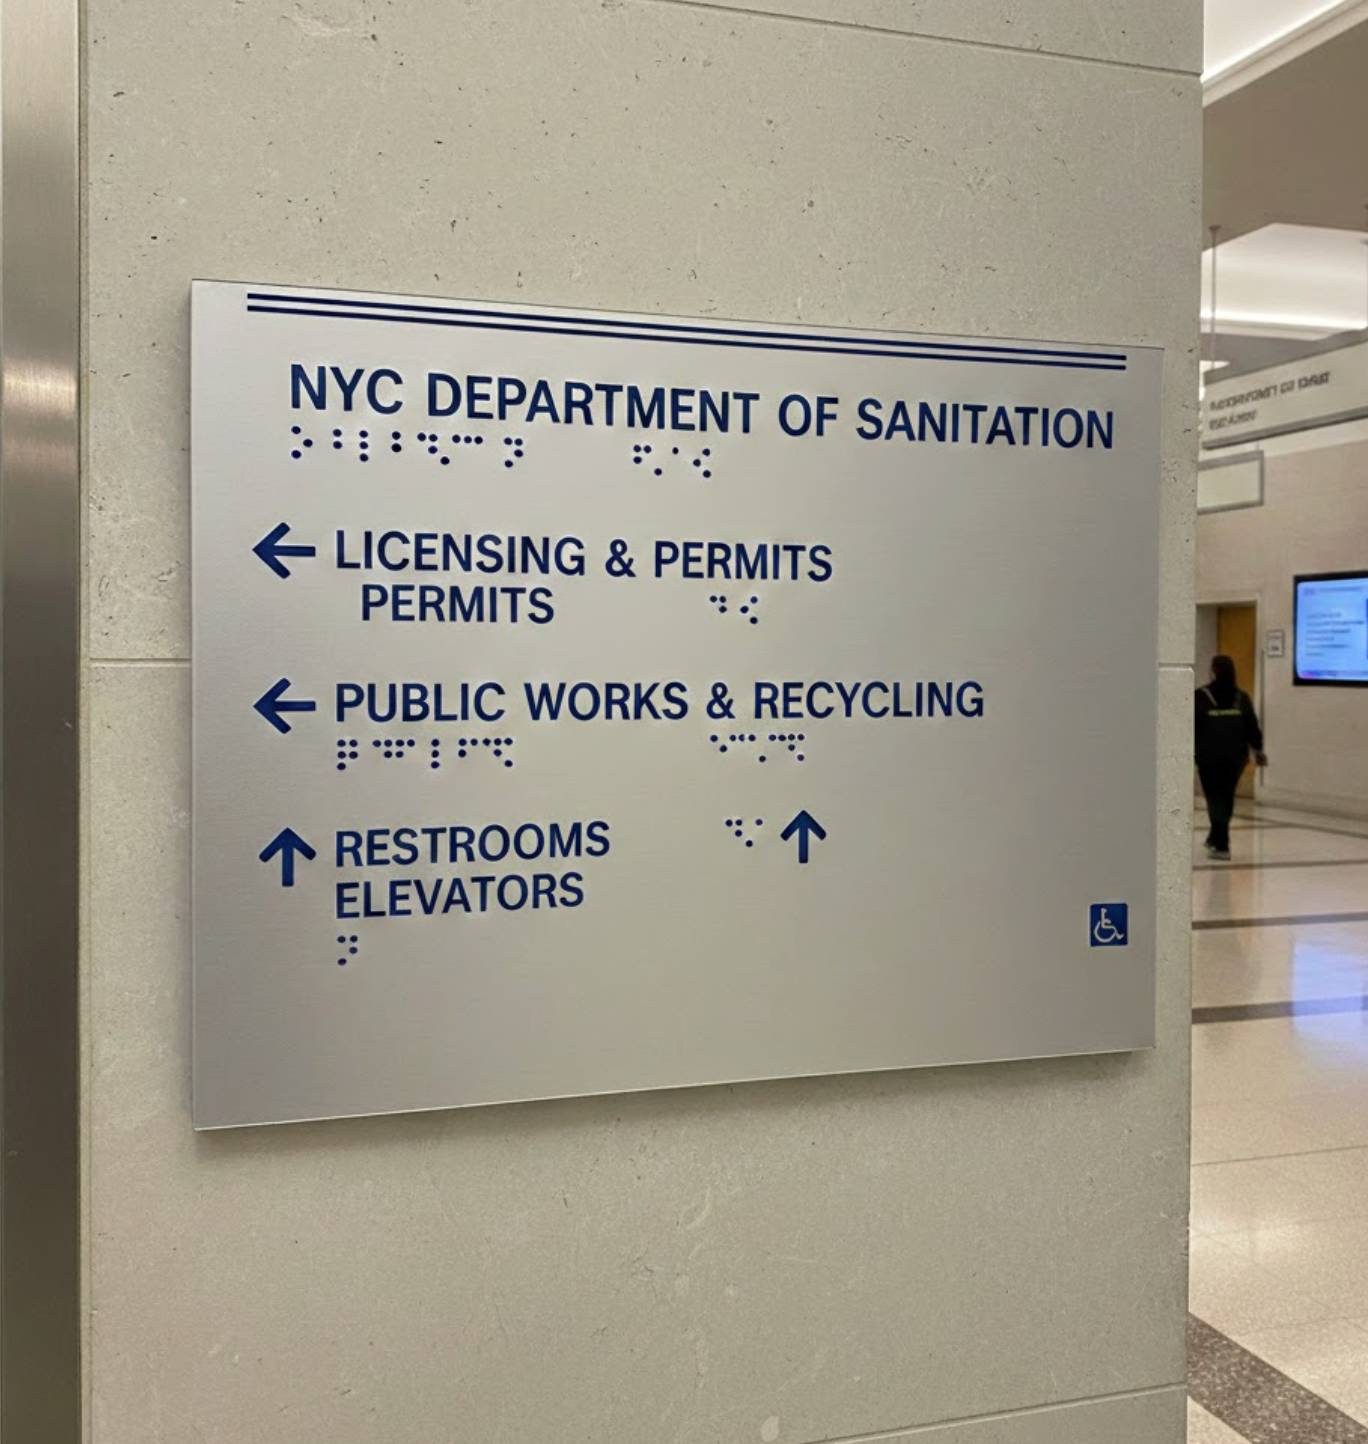 NYC DEPARTMENT OF SANITATION
LICENSING & PERMITS
PERMITS
PUBLIC WORKS & RECYCLING
RESTROOMS
ELEVATORS